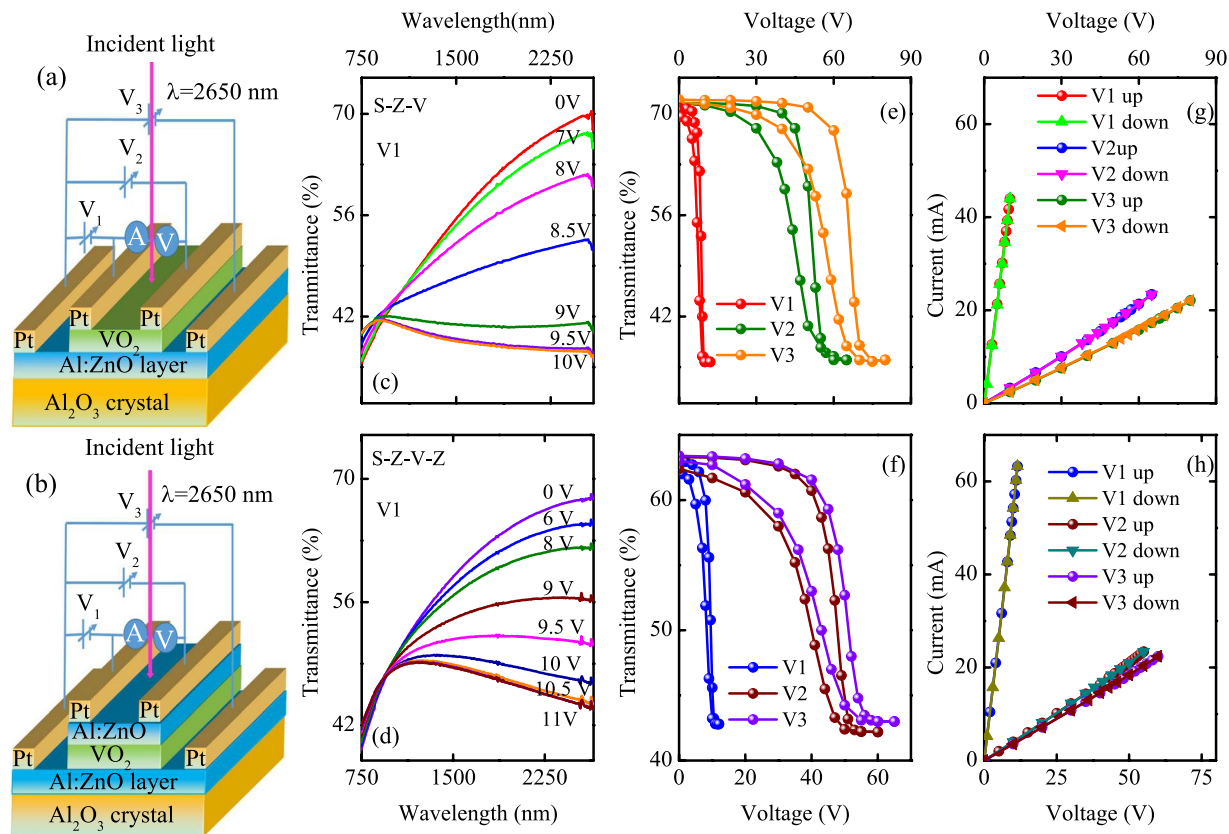 (a)
Incident light
V3
λ=2650 nm
V2
V1
A
V
Pt
Pt
Pt
Pt
VO2
Al:ZnO layer
Al2O3 crystal
(b)
Incident light
V3
λ=2650 nm
V2
V1
A
V
Pt
Pt
Pt
Pt
Al:ZnO
VO2
Al:ZnO layer
Al2O3 crystal
Wavelength(nm)
750 1500 2250
Tranmittance (%)
70
56
42
S-Z-V
V1
0V
7V
8V
8.5V
9V
9.5V
10V
(c)
Transmittance (%)
70
56
42
S-Z-V-Z
V1
0 V
6 V
8 V
9 V
9.5 V
10 V
10.5 V
11V
(d)
750 1500 2250
Wavelength (nm)
Voltage (V)
0 30 60 90
Transmittance (%)
70
56
42
(e)
V1
V2
V3
Transmittance (%)
60
50
40
(f)
V1
V2
V3
0 20 40 60
Voltage (V)
Voltage (V)
0 30 60 90
Current (mA)
60
40
20
0
(g)
V1 up
V1 down
V2up
V2 down
V3 up
V3 down
Current (mA)
60
40
20
0
(h)
V1 up
V1 down
V2 up
V2 down
V3 up
V3 down
0 25 50 75
Voltage (V)